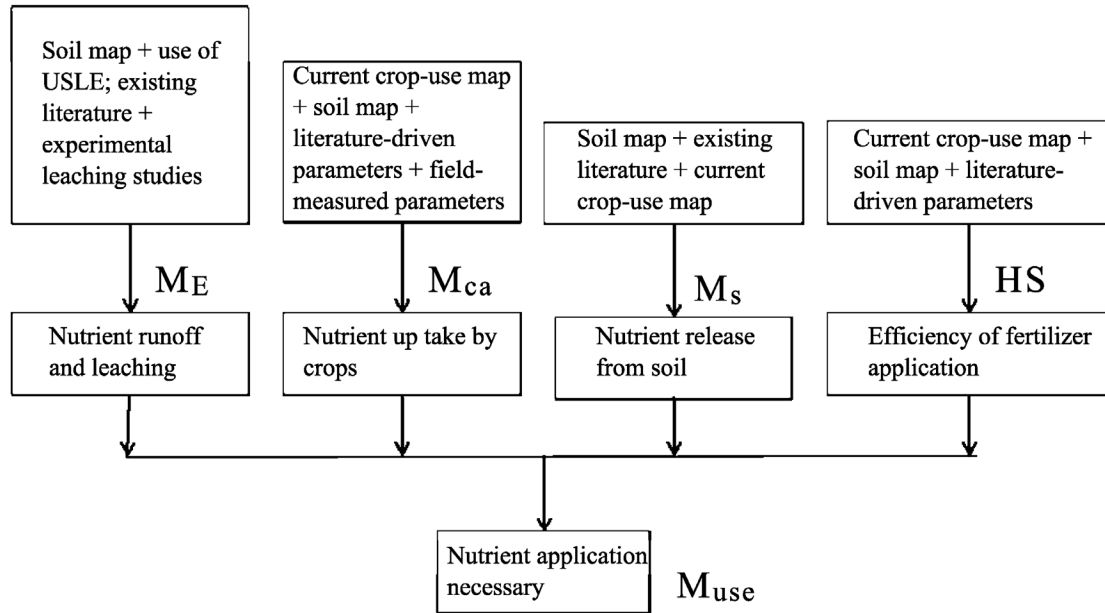 Soil map + use of
USLE; existing
literature +
experimental
leaching studies
Current crop-use map
+ soil map +
literature-driven
parameters + field-
measured parameters
Soil map + existing
literature + current
crop-use map
Current crop-use map +
soil map + literature-
driven parameters
ME
Mca
Ms
HS
Nutrient runoff
and leaching
Nutrient up take by
crops
Nutrient release
from soil
Efficiency of fertilizer
application
Nutrient application
necessary
Muse